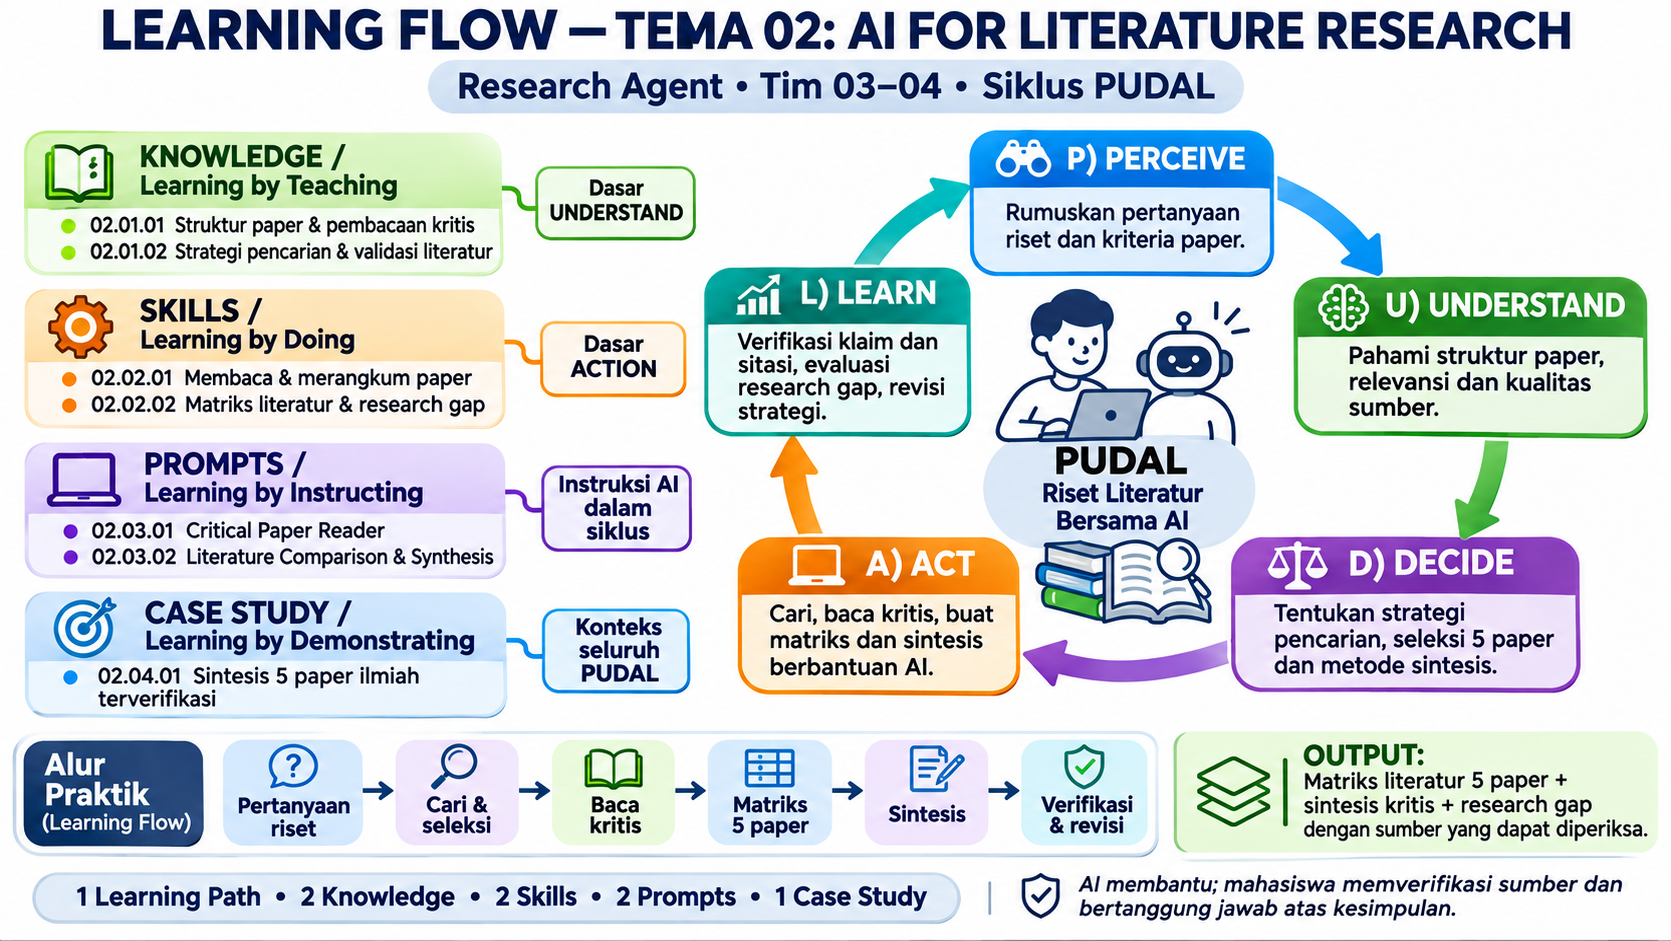 LEARNING FLOW — TEMA 02: AI FOR LITERATURE RESEARCH
Research Agent • Tim 03–04 • Siklus PUDAL
KNOWLEDGE /
Learning by Teaching
02.01.01 Struktur paper & pembacaan kritis
02.01.02 Strategi pencarian & validasi literatur
Dasar
UNDERSTAND
SKILLS /
Learning by Doing
02.02.01 Membaca & merangkum paper
02.02.02 Matriks literatur & research gap
Dasar
ACTION
PROMPTS /
Learning by Instructing
02.03.01 Critical Paper Reader
02.03.02 Literature Comparison & Synthesis
Instruksi AI
dalam
siklus
CASE STUDY /
Learning by Demonstrating
02.04.01 Sintesis 5 paper ilmiah
terverifikasi
Konteks
seluruh
PUDAL
P) PERCEIVE
Rumuskan pertanyaan
riset dan kriteria paper.
U) UNDERSTAND
Pahami struktur paper,
relevansi dan kualitas
sumber.
D) DECIDE
Tentukan strategi
pencarian, seleksi 5 paper
dan metode sintesis.
A) ACT
Cari, baca kritis, buat
matriks dan sintesis
berbantuan AI.
L) LEARN
Verifikasi klaim dan
sitasi, evaluasi
research gap, revisi
strategi.
PUDAL
Riset Literatur
Bersama AI
Alur
Praktik
(Learning Flow)
Pertanyaan
riset
Cari &
seleksi
Baca
kritis
Matriks
5 paper
Sintesis
Verifikasi
& revisi
OUTPUT:
Matriks literatur 5 paper +
sintesis kritis + research gap
dengan sumber yang dapat diperiksa.
1 Learning Path • 2 Knowledge • 2 Skills • 2 Prompts • 1 Case Study
AI membantu; mahasiswa memverifikasi sumber dan
bertanggung jawab atas kesimpulan.